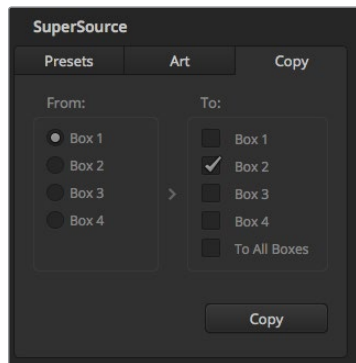 SuperSource
Presets Art Copy
From: To:
Box 1 Box 1
Box 2 Box 2
Box 3 > Box 3
Box 4 Box 4
To All Boxes
Copy